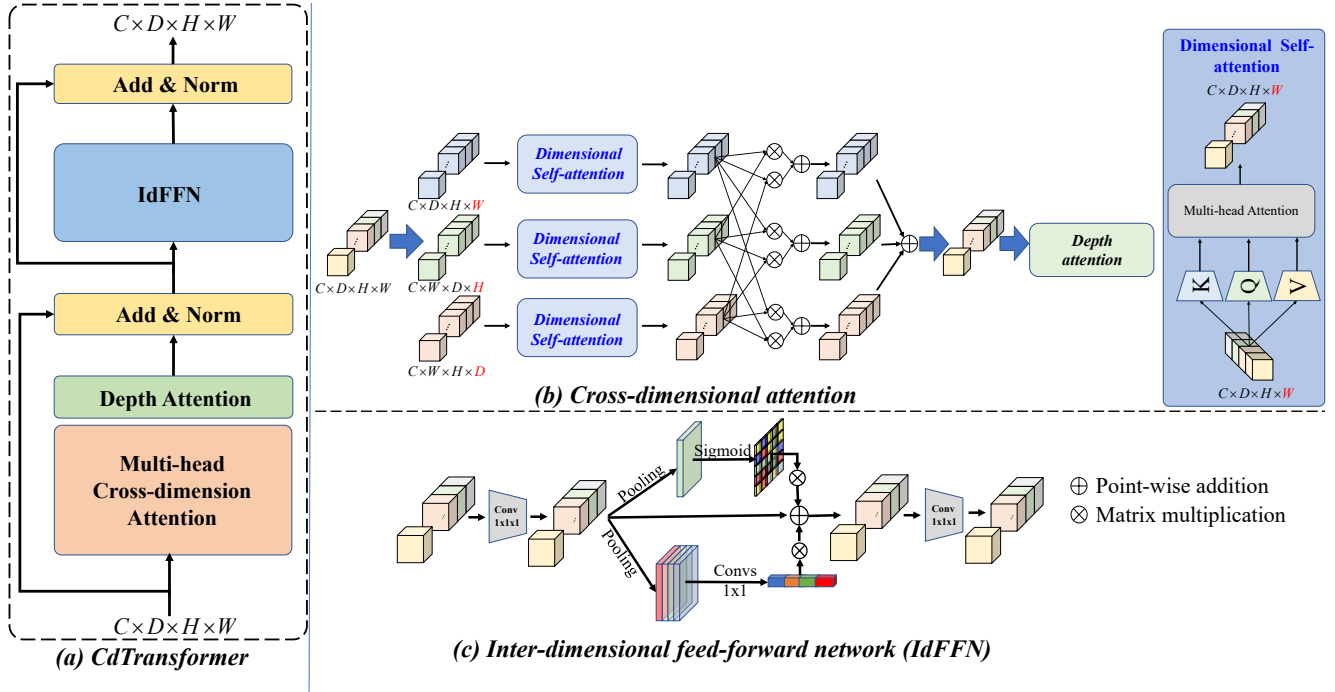 C×D×H×W
Add & Norm
IdFFN
Add & Norm
Depth Attention
Multi-head
Cross-dimension
Attention
C×D×H×W
(a) CdTransformer
C×D×H×W
C×D×H×W
Dimensional
Self-attention
C×W×D×H
Dimensional
Self-attention
C×W×H×D
Dimensional
Self-attention
Depth
attention
(b) Cross-dimensional attention
Dimensional Self-
attention
C×D×H×W
Multi-head Attention
K
Q
V
C×D×H×W
Conv
1x1x1
Pooling
Sigmoid
Pooling
Convs
1x1
Conv
1x1x1
Point-wise addition
Matrix multiplication
(c) Inter-dimensional feed-forward network (IdFFN)